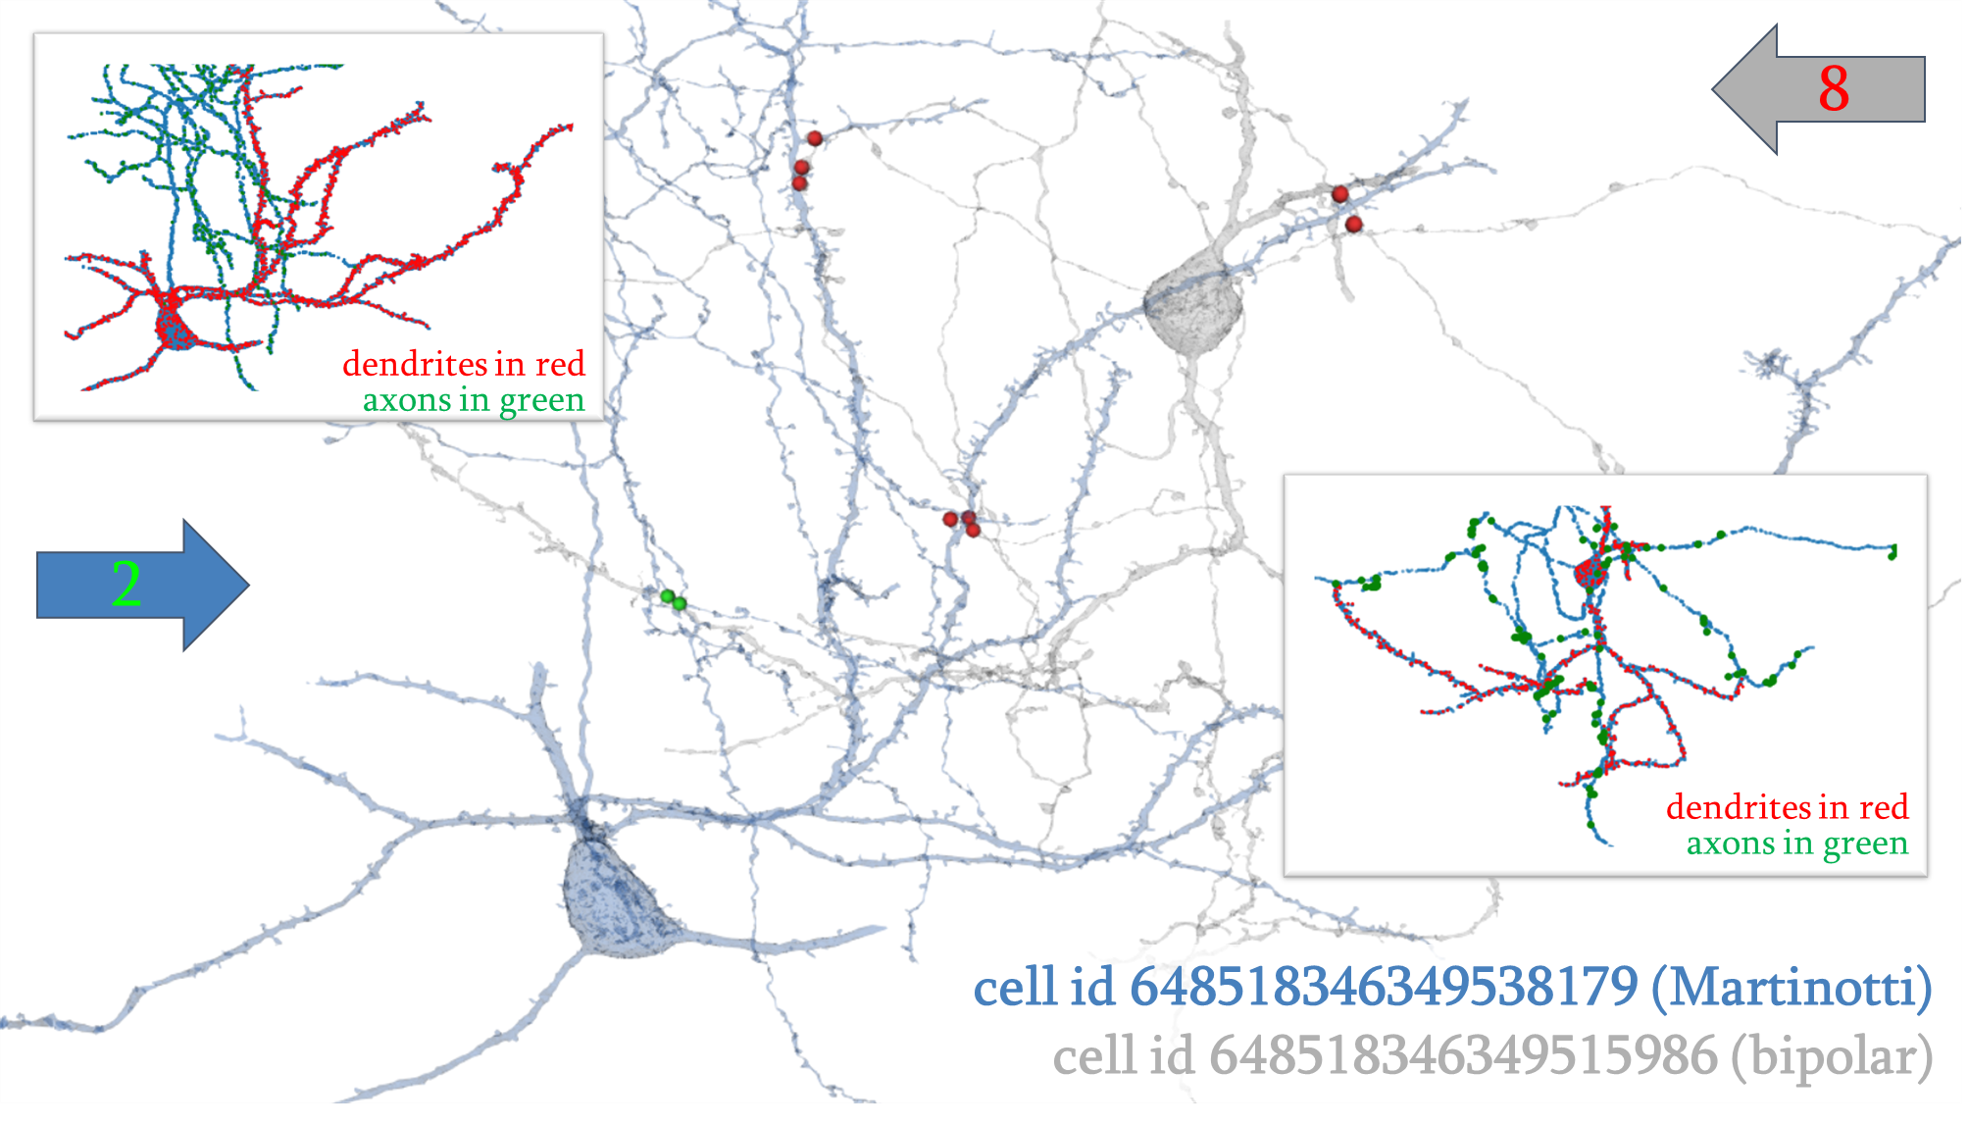 8
dendrites in red
axons in green
2
dendrites in red
axons in green
cell id 648518346349538179 (Martinotti)
cell id 648518346349515986 (bipolar)